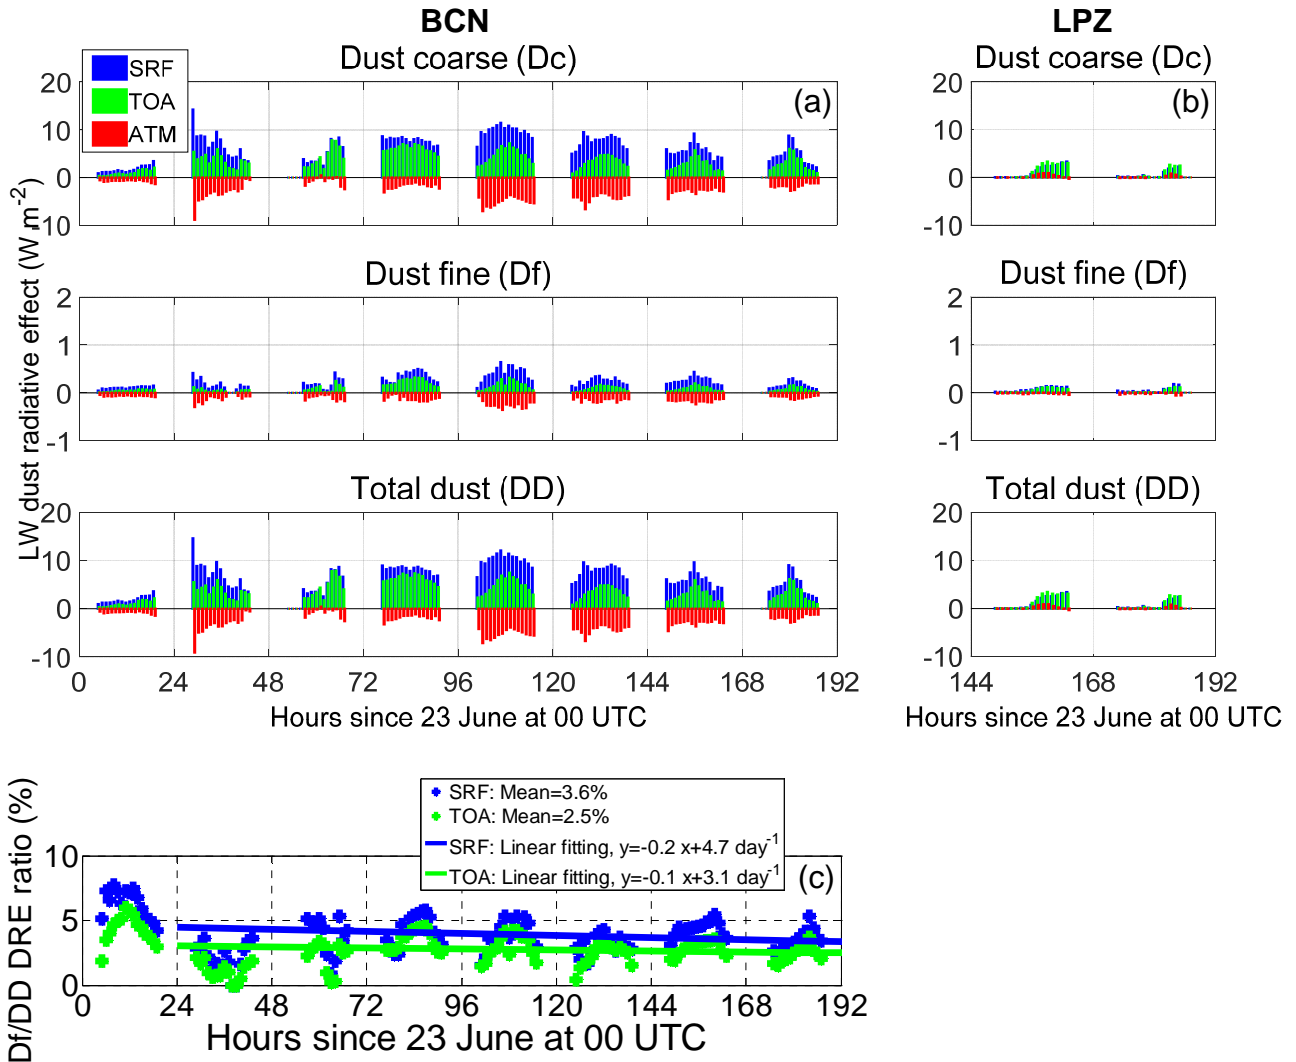 BCN
LPZ
Dust coarse (Dc)
Dust coarse (Dc)
SRF
TOA
ATM
(a)
(b)
20
10
0
-10
20
10
0
-10
LW dust radiative effect (W m-2)
Dust fine (Df)
Dust fine (Df)
2
1
0
-1
2
1
0
-1
Total dust (DD)
Total dust (DD)
20
10
0
-10
20
10
0
-10
0 24 48 72 96 120 144 168 192
144 168 192
Hours since 23 June at 00 UTC
Hours since 23 June at 00 UTC
SRF: Mean=3.6%
TOA: Mean=2.5%
SRF: Linear fitting, y=-0.2 x+4.7 day-1
TOA: Linear fitting, y=-0.1 x+3.1 day-1
(c)
Df/DD DRE ratio (%)
10
5
0
0 24 48 72 96 120 144 168 192
Hours since 23 June at 00 UTC